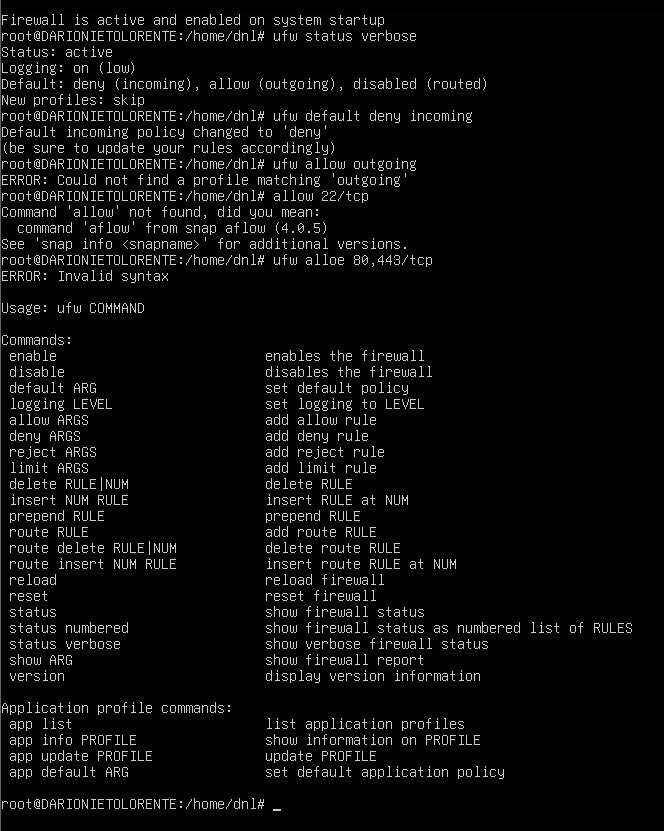 Firewall is active and enabled on system startup
root@DARIONIETOLORENTE:/home/dnl# ufw status verbose
Status: active
Logging: on (low)
Default: deny (incoming), allow (outgoing), disabled (routed)
New profiles: skip
root@DARIONIETOLORENTE:/home/dnl# ufw default deny incoming
Default incoming policy changed to 'deny'
(be sure to update your rules accordingly)
root@DARIONIETOLORENTE:/home/dnl# ufw allow outgoing
ERROR: Could not find a profile matching 'outgoing'
root@DARIONIETOLORENTE:/home/dnl# allow 22/tcp
Command 'allow' not found, did you mean:
  command 'aflow' from snap aflow (4.0.5)
See 'snap info <snapname>' for additional versions.
root@DARIONIETOLORENTE:/home/dnl# ufw alloe 80,443/tcp
ERROR: Invalid syntax

Usage: ufw COMMAND

Commands:
 enable                          enables the firewall
 disable                         disables the firewall
 default ARG                     set default policy
 logging LEVEL                   set logging to LEVEL
 allow ARGS                      add allow rule
 deny ARGS                       add deny rule
 reject ARGS                     add reject rule
 limit ARGS                      add limit rule
 delete RULE|NUM                 delete RULE
 insert NUM RULE                 insert RULE at NUM
 prepend RULE                    prepend RULE
 route RULE                      add route RULE
 route delete RULE|NUM           delete route RULE
 route insert NUM RULE           insert route RULE at NUM
 reload                          reload firewall
 reset                           reset firewall
 status                          show firewall status
 status numbered                 show firewall status as numbered list of RULES
 status verbose                  show verbose firewall status
 show ARG                        show firewall report
 version                         display version information

Application profile commands:
 app list                        list application profiles
 app info PROFILE                show information on PROFILE
 app update PROFILE              update PROFILE
 app default ARG                 set default application policy

root@DARIONIETOLORENTE:/home/dnl# _